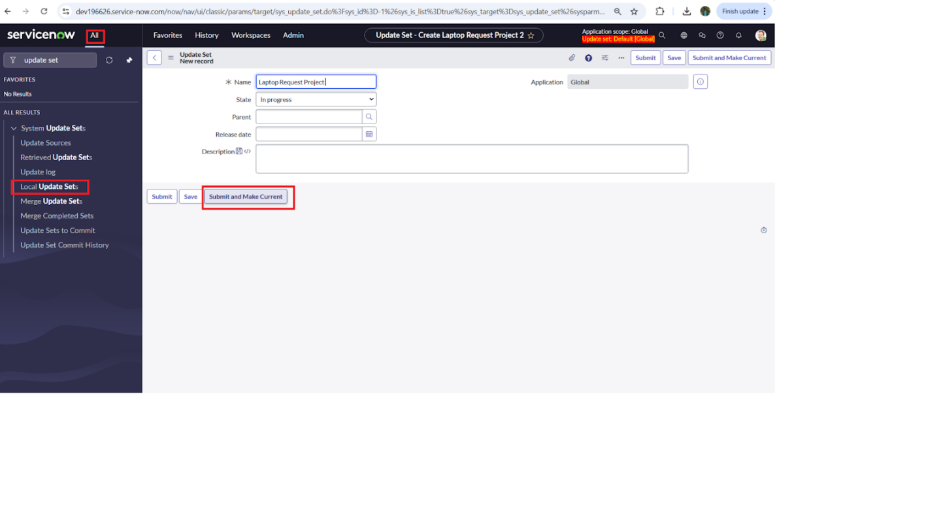 dev196626.service-now.com/now/nav/ui/classic/params/target/sys_update_set.do%3Fsys_id%3D-1%26sys_is_list%3Dtrue%26sys_target%3Dsys_update_set%26sysparm...
Finish update
servicenow
All
Favorites
History
Workspaces
Admin
Update Set - Create Laptop Request Project 2
Application scope: Global
Update set: Default [Global]
update set
FAVORITES
No Results
ALL RESULTS
System Update Sets
Update Sources
Retrieved Update Sets
Update log
Local Update Sets
Merge Update Sets
Merge Completed Sets
Update Sets to Commit
Update Set Commit History
Update Set
New record
Submit
Save
Submit and Make Current
Name
Laptop Request Project
Application
Global
State
In progress
Parent
Release date
Description
Submit
Save
Submit and Make Current